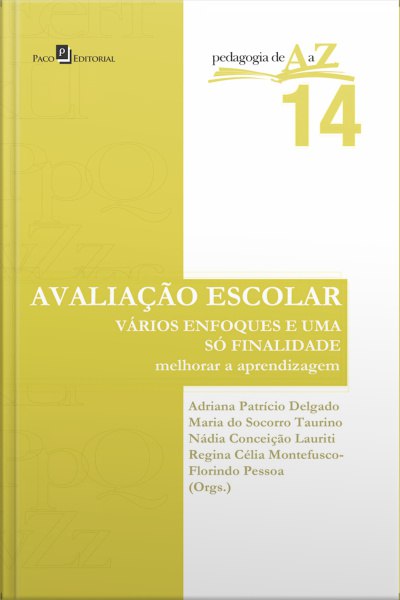 PACO EDITORIAL
pedagogia de A a Z
14
AVALIAÇÃO ESCOLAR
VÁRIOS ENFOQUES E UMA
SÓ FINALIDADE
melhorar a aprendizagem
Adriana Patrício Delgado
Maria do Socorro Taurino
Nádia Conceição Lauriti
Regina Célia Montefusco-
Florindo Pessoa
(Orgs.)